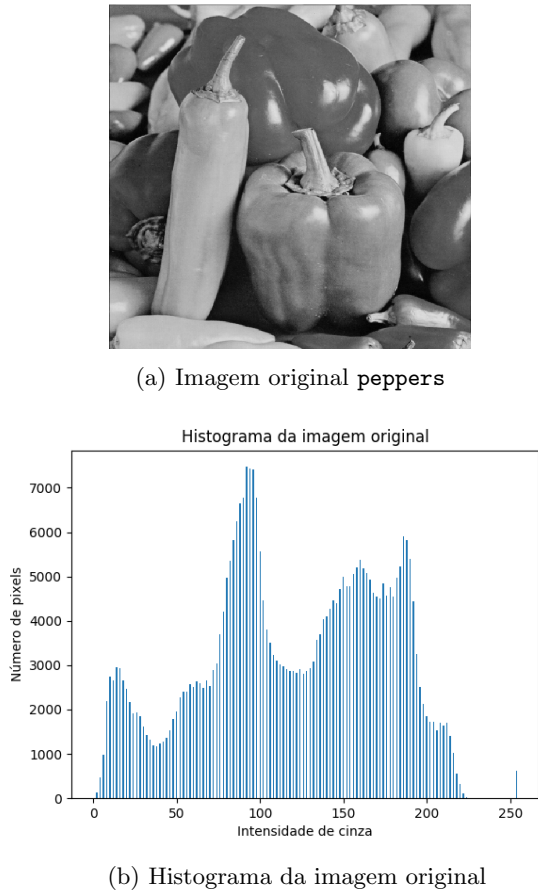 (a) Imagem original peppers
Histograma da imagem original
7000
6000
5000
4000
3000
2000
1000
0
Número de pixels
0 50 100 150 200 250
Intensidade de cinza
(b) Histograma da imagem original